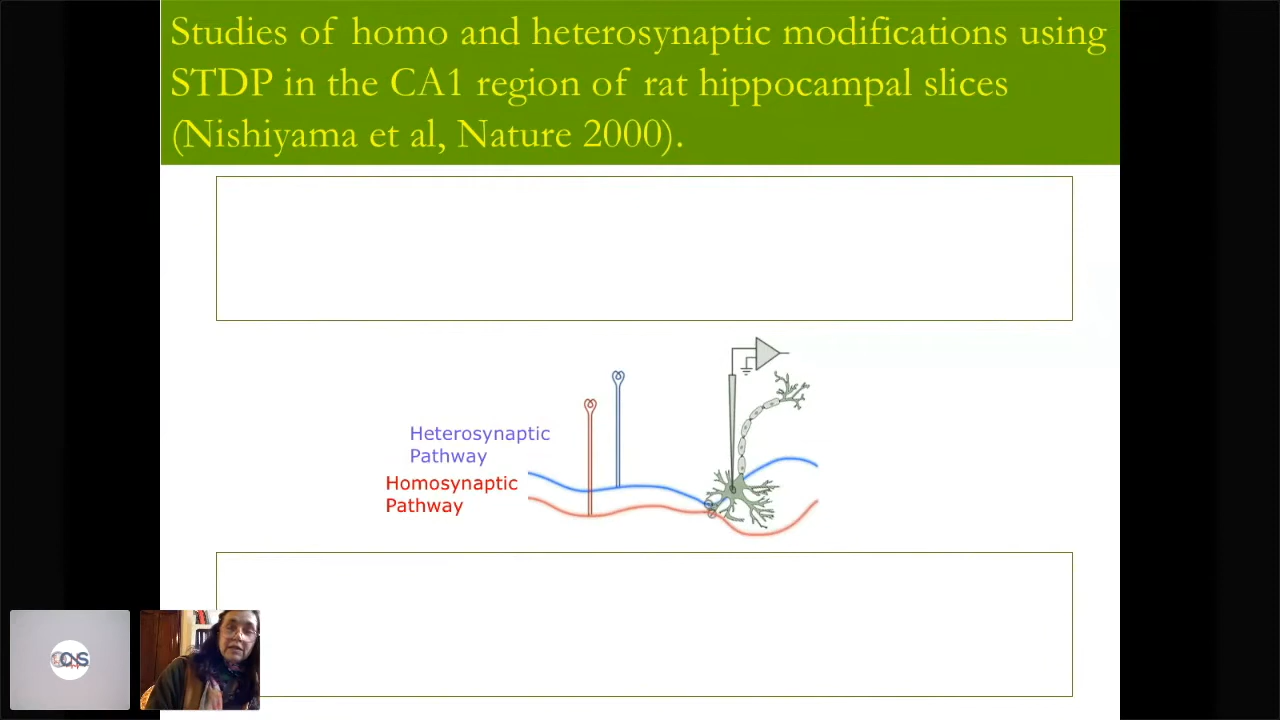 Studies of homo and heterosynaptic modifications using
STDP in the CA1 region of rat hippocampal slices
(Nishiyama et al, Nature 2000).
Heterosynaptic
Pathway
Homosynaptic
Pathway